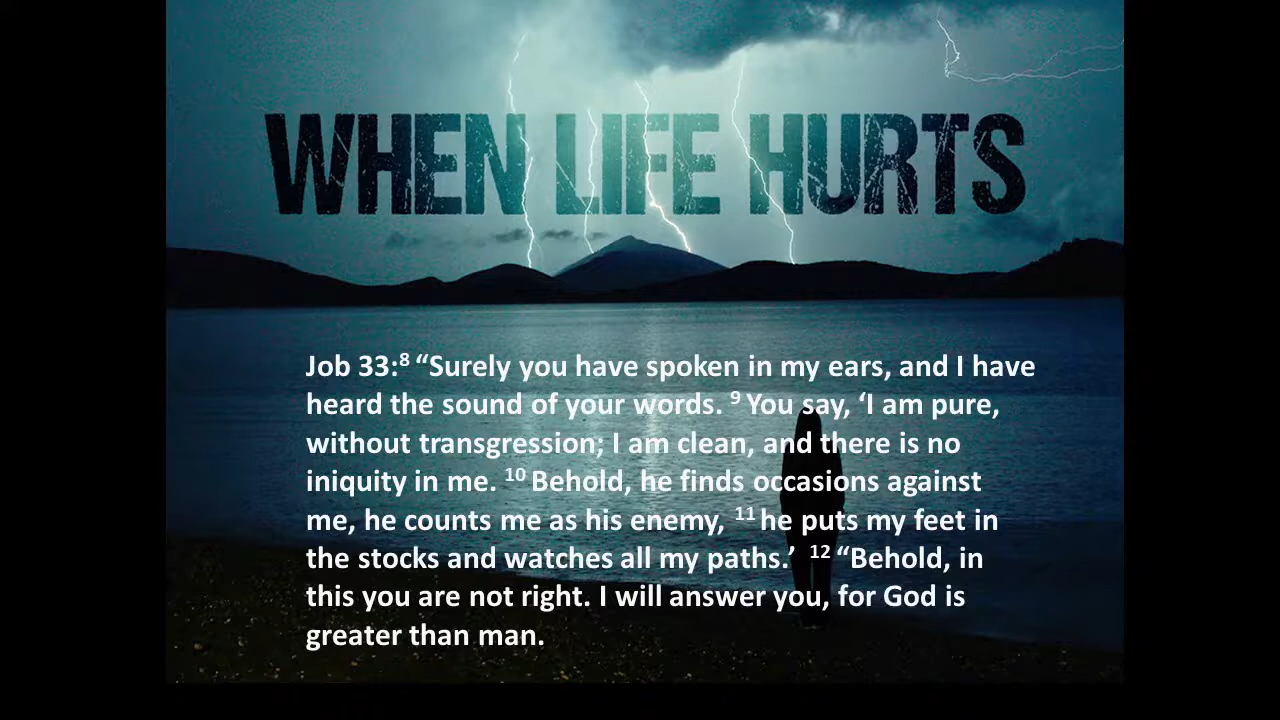 WHEN LIFE HURTS
Job 33:8 “Surely you have spoken in my ears, and I have
heard the sound of your words. 9 You say, ‘I am pure,
without transgression; I am clean, and there is no
iniquity in me. 10 Behold, he finds occasions against
me, he counts me as his enemy, 11 he puts my feet in
the stocks and watches all my paths.’ 12 “Behold, in
this you are not right. I will answer you, for God is
greater than man.